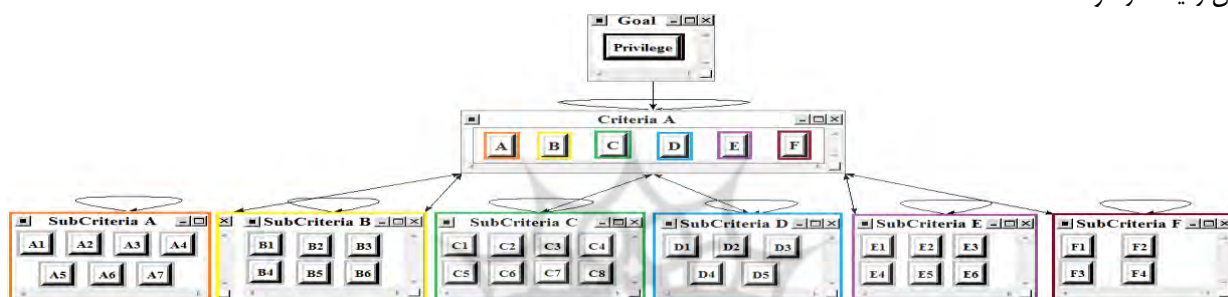 Goal
Privilege
Criteria A
A B C D E F
SubCriteria A SubCriteria B SubCriteria C SubCriteria D SubCriteria E SubCriteria F
A1 A2 A3 A4 B1 B2 B3 C1 C2 C3 C4 D1 D2 D3 E1 E2 E3 F1 F2
A5 A6 A7 B4 B5 B6 C5 C6 C7 C8 D4 D5 E4 E5 E6 F3 F4